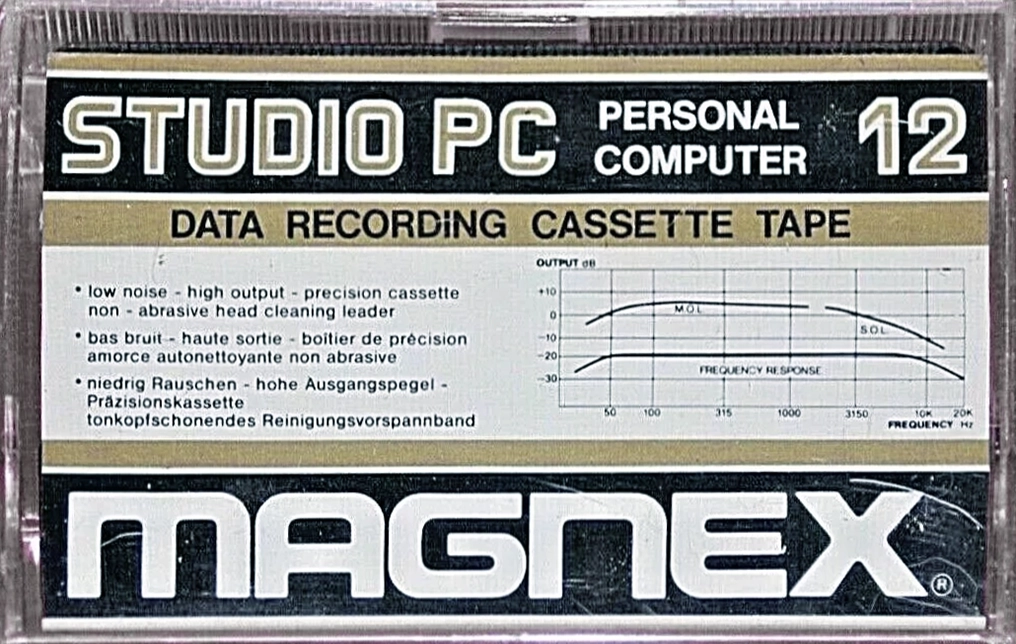 STUDIO PC PERSONAL COMPUTER 12
DATA RECORDING CASSETTE TAPE
• low noise - high output - precision cassette
non - abrasive head cleaning leader
• bas bruit - haute sortie - boîtier de précision
amorce autonettoyante non abrasive
• niedrig Rauschen - hohe Ausgangspegel -
Präzisionskassette
tonkopfschonendes Reinigungsvorspannband
OUTPUT dB
+10
0
-10
-20
-30
M.O.L.
S.O.L.
FREQUENCY RESPONSE
50 100 315 1000 3150 10K 20K
FREQUENCY Hz
MAGNEX®